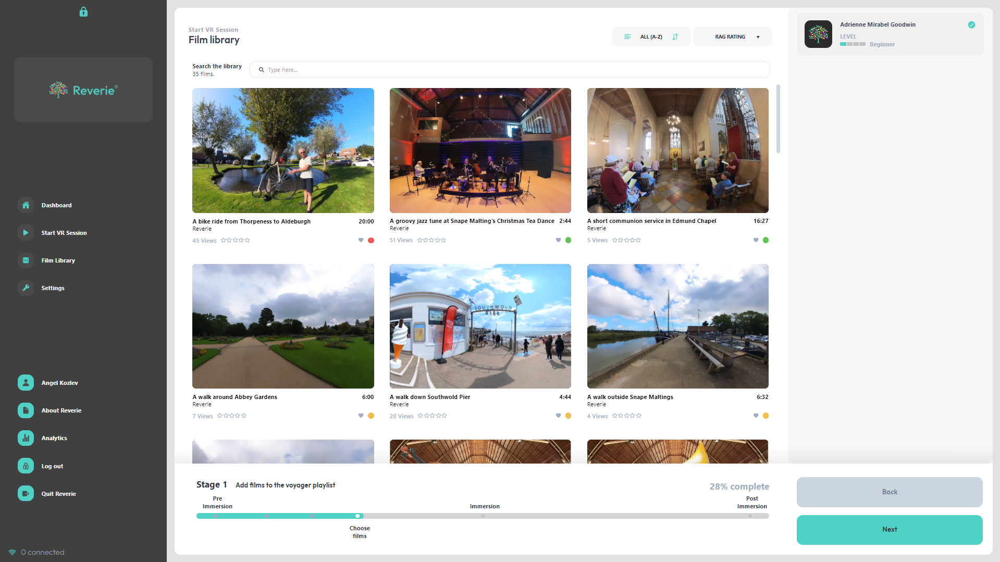 Reverie®
Dashboard
Start VR Session
Film Library
Settings
Angel Kozlev
About Reverie
Analytics
Log out
Quit Reverie
0 connected
Start VR Session
Film library
ALL (A-Z)
RAG RATING
Search the library
35 films.
Type here...
SOUTHWOLD
PIER
A bike ride from Thorpeness to Aldeburgh 20:00
Reverie
45 Views
A groovy jazz tune at Snape Malting's Christmas Tea Dance 2:44
Reverie
51 Views
A short communion service in Edmund Chapel 16:27
Reverie
5 Views
A walk around Abbey Gardens 6:00
Reverie
7 Views
A walk down Southwold Pier 4:44
Reverie
20 Views
A walk outside Snape Maltings 6:32
Reverie
4 Views
Adrienne Mirabel Goodwin
LEVEL
Beginner
Stage 1 Add films to the voyager playlist
28% complete
Pre
Immersion
Immersion
Post
Immersion
Choose
films
Back
Next